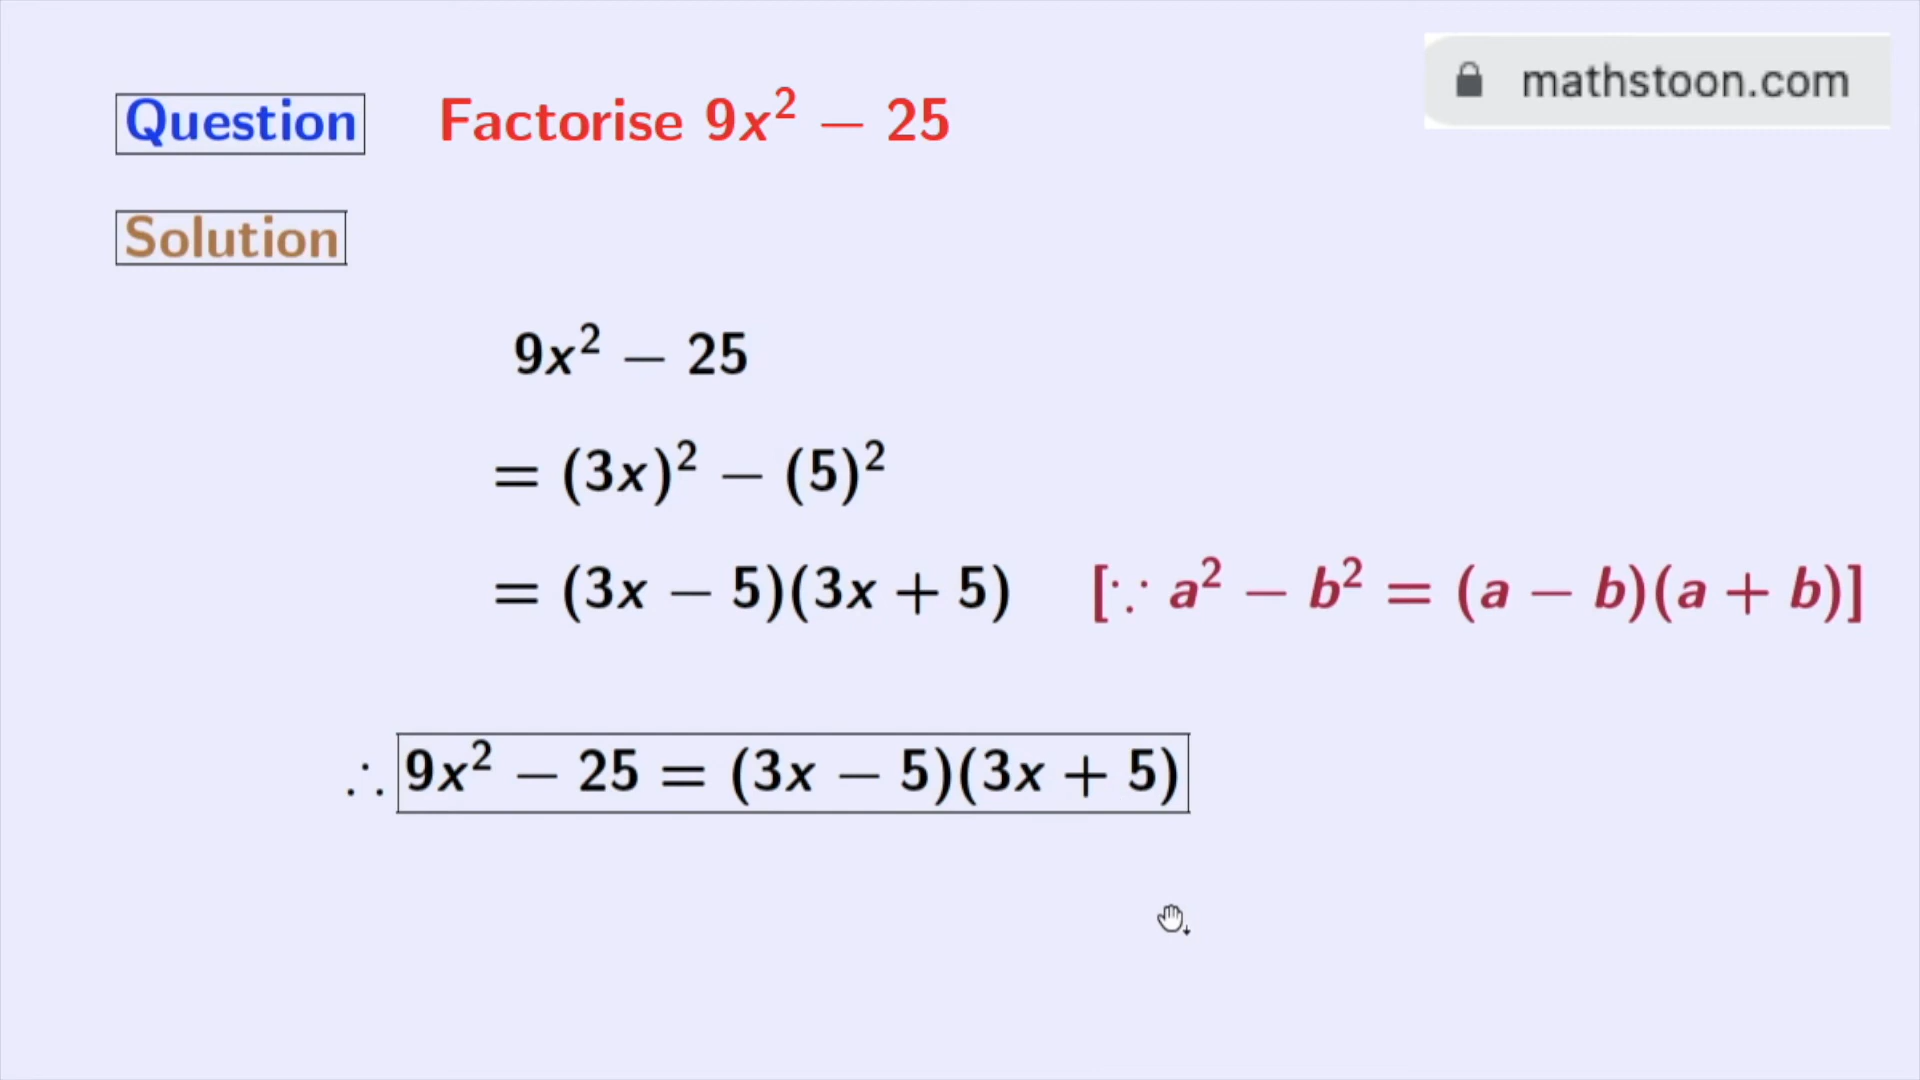 mathstoon.com
Question Factorise 9x² − 25
Solution
9x² − 25
= (3x)² − (5)²
= (3x − 5)(3x + 5) [∵ a² − b² = (a − b)(a + b)]
∴ 9x² − 25 = (3x − 5)(3x + 5)